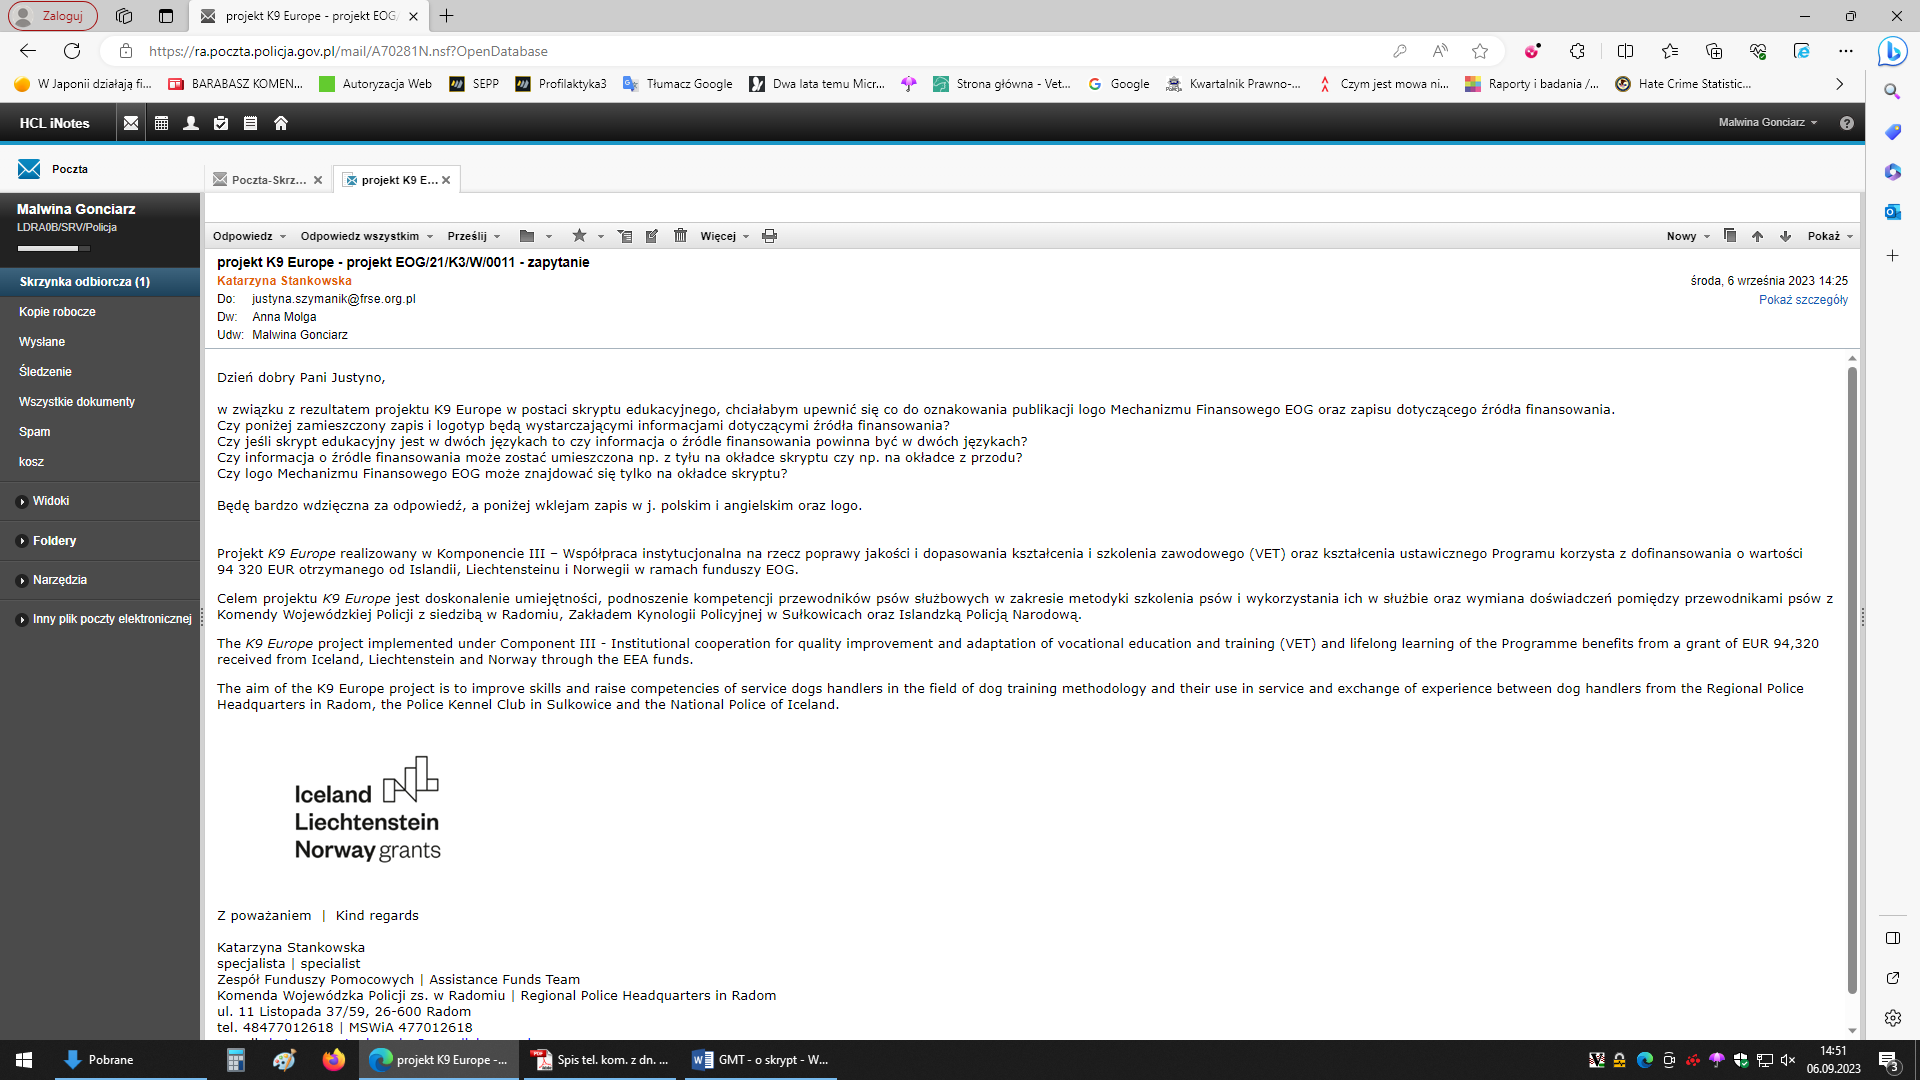 Zaloguj
projekt K9 Europe - projekt EOG/
https://ra.poczta.policja.gov.pl/mail/A70281N.nsf?OpenDatabase
W Japonii działają fi...
BARABASZ KOMEN...
Autoryzacja Web
SEPP
Profilaktyka3
Tłumacz Google
Dwa lata temu Micr...
Strona główna - Vet...
Google
Kwartalnik Prawno-...
Czym jest mowa ni...
Raporty i badania /...
Hate Crime Statistic...
HCL iNotes
Malwina Gonciarz
Poczta
Poczta-Skrz...
projekt K9 E...
Malwina Gonciarz
LDRA0B/SRV/Policja
Skrzynka odbiorcza (1)
Kopie robocze
Wysłane
Śledzenie
Wszystkie dokumenty
Spam
kosz
Widoki
Foldery
Narzędzia
Inny plik poczty elektronicznej
Odpowiedz
Odpowiedz wszystkim
Prześlij
Więcej
Nowy
Pokaż
projekt K9 Europe - projekt EOG/21/K3/W/0011 - zapytanie
Katarzyna Stankowska
środa, 6 września 2023 14:25
Do: justyna.szymanik@frse.org.pl
Pokaż szczegóły
Dw: Anna Molga
Udw: Malwina Gonciarz
Dzień dobry Pani Justyno,
w związku z rezultatem projektu K9 Europe w postaci skryptu edukacyjnego, chciałabym upewnić się co do oznakowania publikacji logo Mechanizmu Finansowego EOG oraz zapisu dotyczącego źródła finansowania.
Czy poniżej zamieszczony zapis i logotyp będą wystarczającymi informacjami dotyczącymi źródła finansowania?
Czy jeśli skrypt edukacyjny jest w dwóch językach to czy informacja o źródle finansowania powinna być w dwóch językach?
Czy informacja o źródle finansowania może zostać umieszczona np. z tyłu na okładce skryptu czy np. na okładce z przodu?
Czy logo Mechanizmu Finansowego EOG może znajdować się tylko na okładce skryptu?
Będę bardzo wdzięczna za odpowiedź, a poniżej wklejam zapis w j. polskim i angielskim oraz logo.
Projekt K9 Europe realizowany w Komponencie III – Współpraca instytucjonalna na rzecz poprawy jakości i dopasowania kształcenia i szkolenia zawodowego (VET) oraz kształcenia ustawicznego Programu korzysta z dofinansowania o wartości
94 320 EUR otrzymanego od Islandii, Liechtensteinu i Norwegii w ramach funduszy EOG.
Celem projektu K9 Europe jest doskonalenie umiejętności, podnoszenie kompetencji przewodników psów służbowych w zakresie metodyki szkolenia psów i wykorzystania ich w służbie oraz wymiana doświadczeń pomiędzy przewodnikami psów z
Komendy Wojewódzkiej Policji z siedzibą w Radomiu, Zakładem Kynologii Policyjnej w Sułkowicach oraz Islandzką Policją Narodową.
The K9 Europe project implemented under Component III - Institutional cooperation for quality improvement and adaptation of vocational education and training (VET) and lifelong learning of the Programme benefits from a grant of EUR 94,320
received from Iceland, Liechtenstein and Norway through the EEA funds.
The aim of the K9 Europe project is to improve skills and raise competencies of service dogs handlers in the field of dog training methodology and their use in service and exchange of experience between dog handlers from the Regional Police
Headquarters in Radom, the Police Kennel Club in Sulkowice and the National Police of Iceland.
Iceland
Liechtenstein
Norway grants
Z poważaniem | Kind regards
Katarzyna Stankowska
specjalista | specialist
Zespół Funduszy Pomocowych | Assistance Funds Team
Komenda Wojewódzka Policji zs. w Radomiu | Regional Police Headquarters in Radom
ul. 11 Listopada 37/59, 26-600 Radom
tel. 48477012618 | MSWiA 477012618
Pobrane
projekt K9 Europe -...
Spis tel. kom. z dn. ...
GMT - o skrypt - W...
14:51
06.09.2023
3